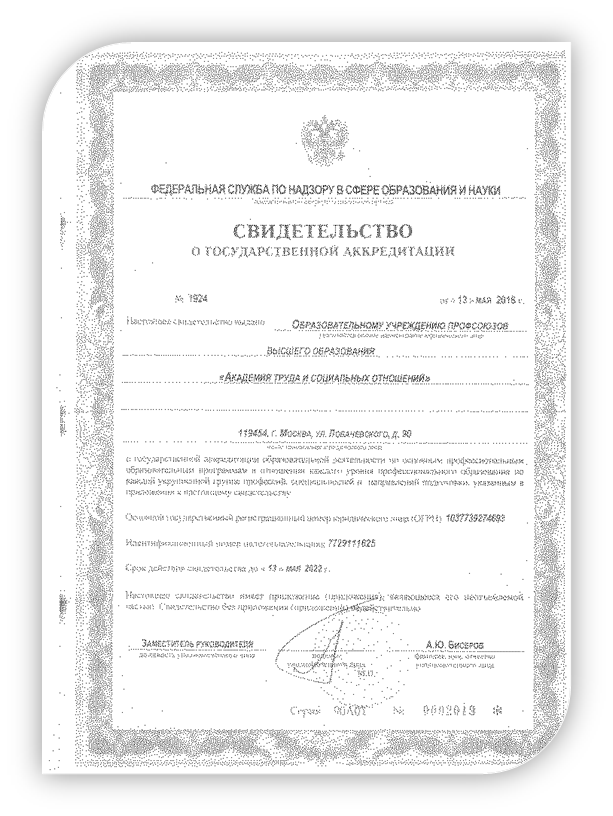 ФЕДЕРАЛЬНАЯ СЛУЖБА ПО НАДЗОРУ В СФЕРЕ ОБРАЗОВАНИЯ И НАУКИ
СВИДЕТЕЛЬСТВО
О ГОСУДАРСТВЕННОЙ АККРЕДИТАЦИИ
№ 1924
от « 13 » МАЯ 2016 г.
Настоящее свидетельство выдано ОБРАЗОВАТЕЛЬНОМУ УЧРЕЖДЕНИЮ ПРОФСОЮЗОВ
ВЫСШЕГО ОБРАЗОВАНИЯ
«АКАДЕМИЯ ТРУДА И СОЦИАЛЬНЫХ ОТНОШЕНИЙ»
119454, Г. МОСКВА, УЛ. ЛОБАЧЕВСКОГО, Д. 90
место нахождения юридического лица
о государственной аккредитации образовательной деятельности по основным профессиональным
образовательным программам в отношении каждого уровня профессионального образования по
каждой укрупненной группе профессий, специальностей и направлений подготовки, указанным в
приложении к настоящему свидетельству
Основной государственный регистрационный номер юридического лица (ОГРН) 1037739274693
Идентификационный номер налогоплательщика 7729111625
Срок действия свидетельства до « 13 » МАЯ 2022 г.
Настоящее свидетельство имеет приложение (приложения), являющееся его неотъемлемой
частью. Свидетельство без приложения (приложений) недействительно.
ЗАМЕСТИТЕЛЬ РУКОВОДИТЕЛЯ
А.Ю. БИСЕРОВ
должность уполномоченного лица
подпись
уполномоченного лица
фамилия, имя, отчество
уполномоченного лица
М.П.
Серия 90А01 № 0002019 *